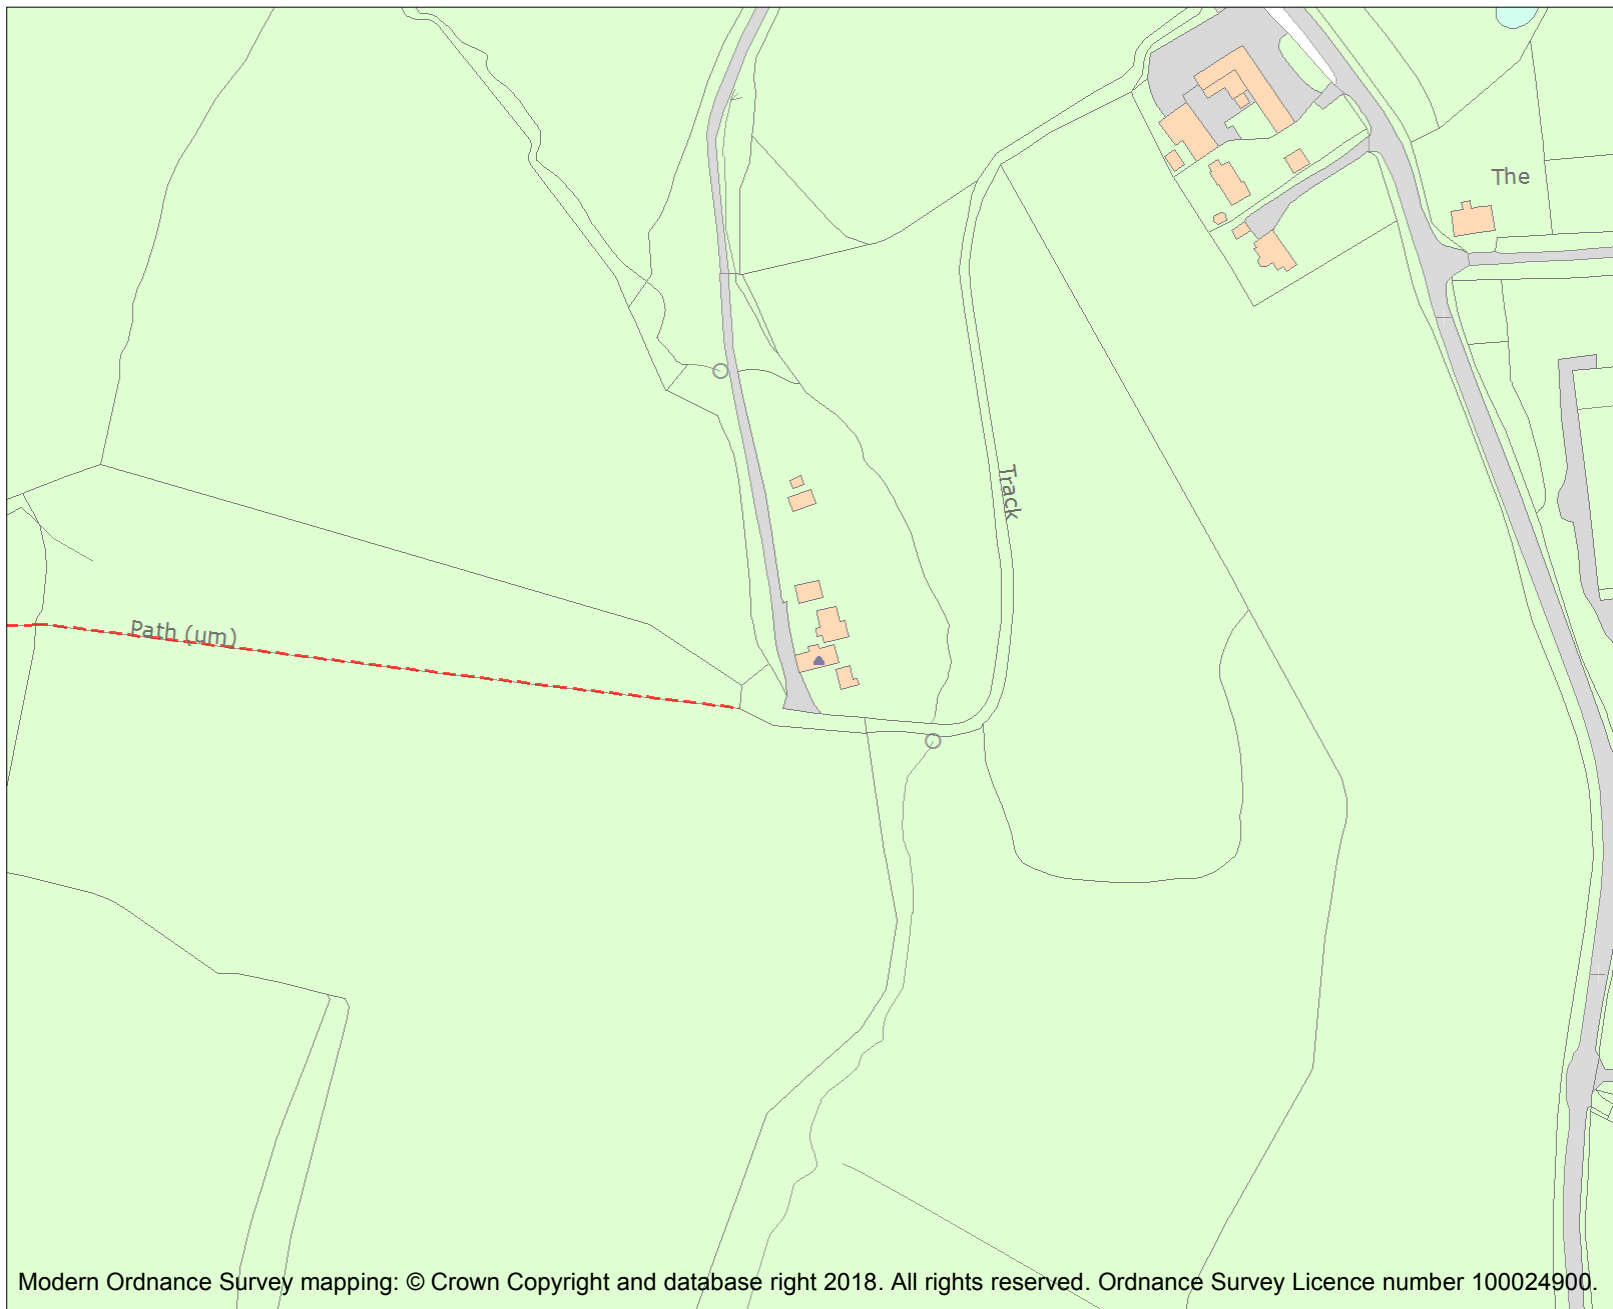 The
Track
Path (um)
Modern Ordnance Survey mapping: © Crown Copyright and database right 2018. All rights reserved. Ordnance Survey Licence number 100024900.